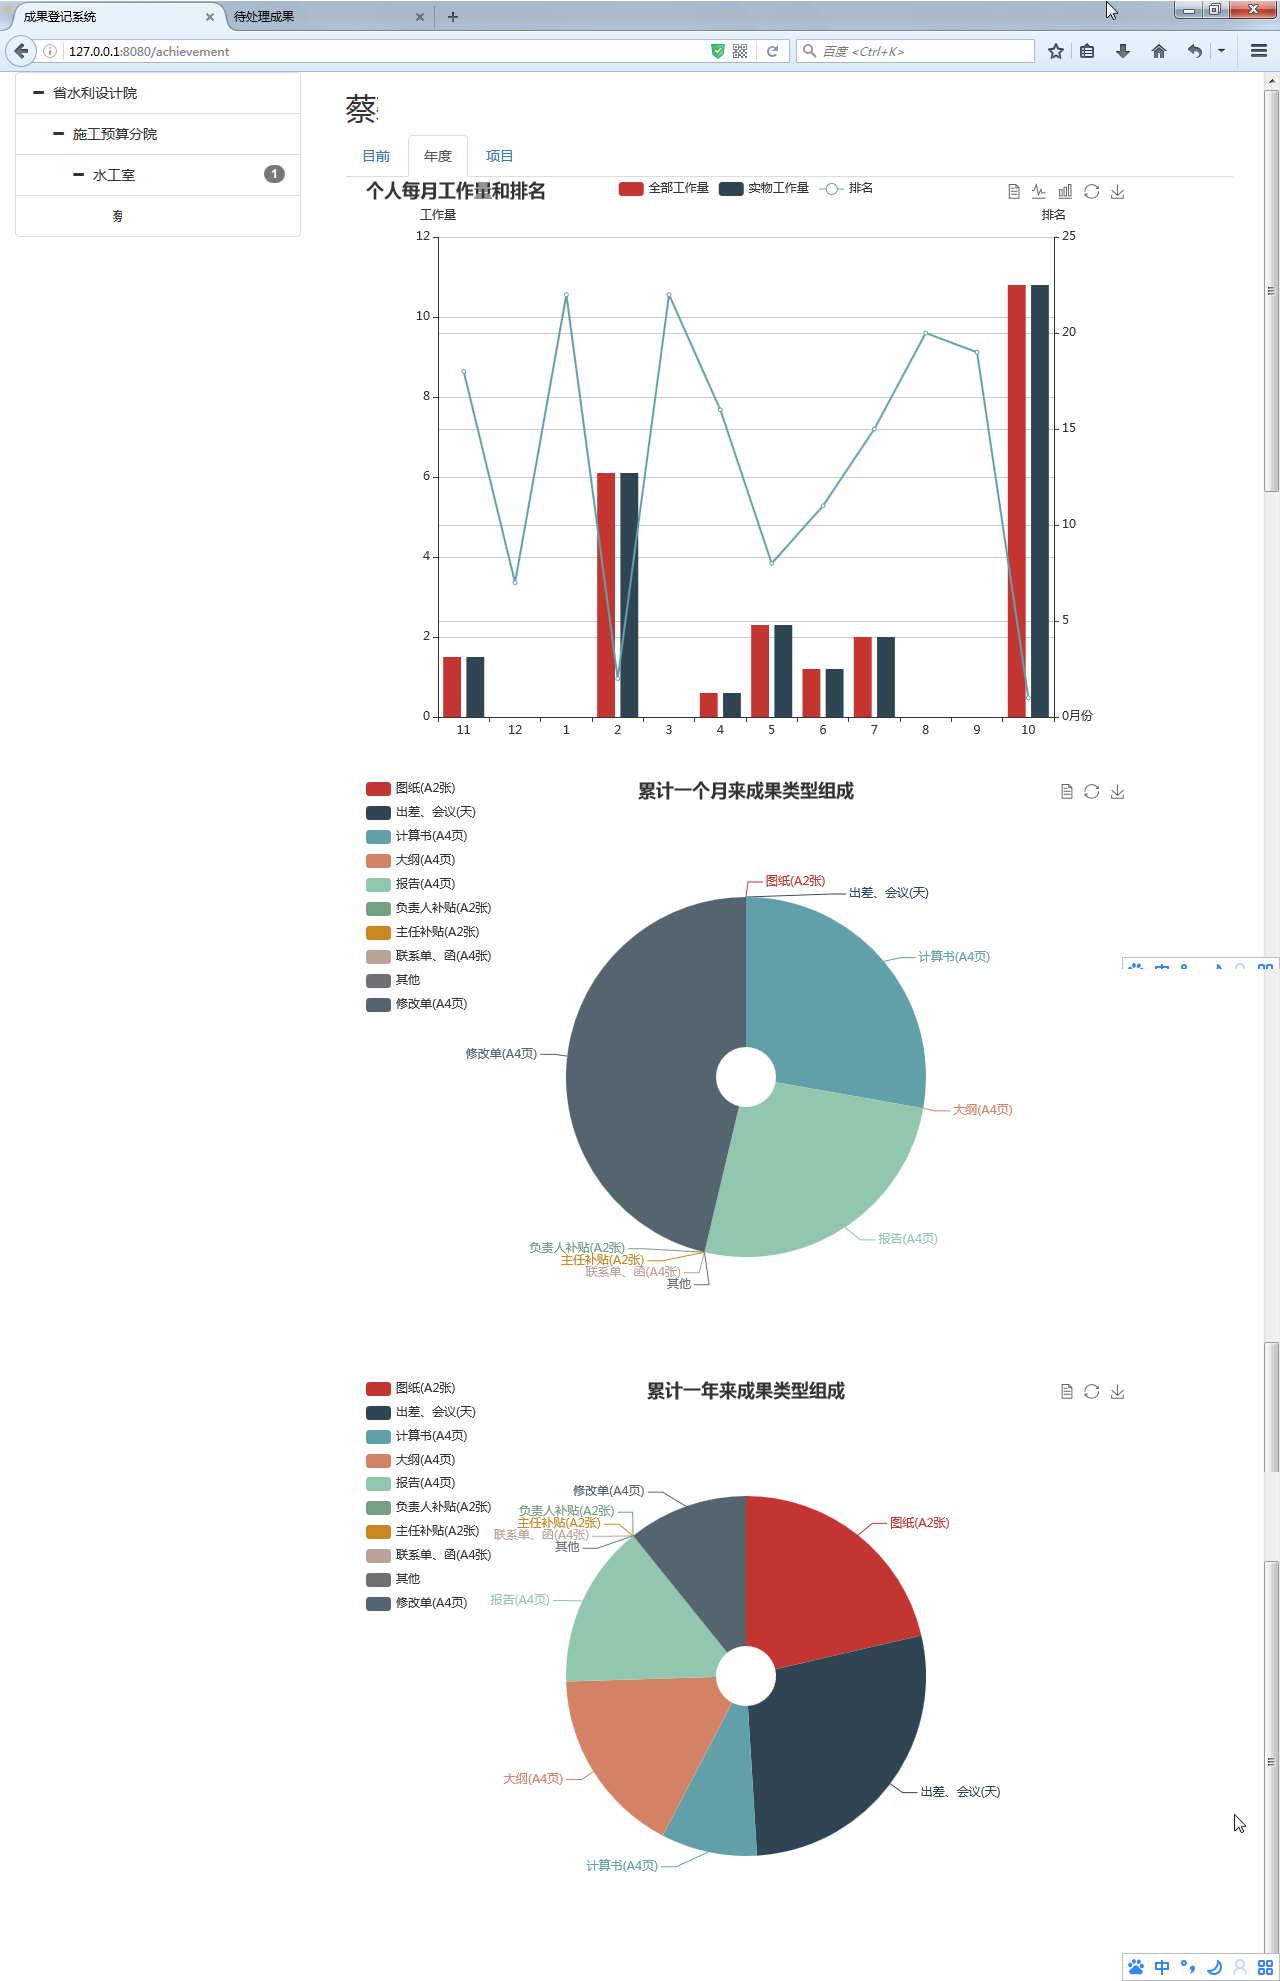 成果登记系统
待处理成果
127.0.0.1:8080/achievement
百度 <Ctrl+K>
省水利设计院
施工预算分院
水工室
1
蔡
目前
年度
项目
个人每月工作量和排名
全部工作量
实物工作量
排名
工作量
排名
12
10
8
6
4
2
0
25
20
15
10
5
0月份
11 12 1 2 3 4 5 6 7 8 9 10
累计一个月来成果类型组成
图纸(A2张)
出差、会议(天)
计算书(A4页)
大纲(A4页)
报告(A4页)
负责人补贴(A2张)
主任补贴(A2张)
联系单、函(A4张)
其他
修改单(A4页)
图纸(A2张)
出差、会议(天)
计算书(A4页)
大纲(A4页)
报告(A4页)
修改单(A4页)
负责人补贴(A2张)
主任补贴(A2张)
联系单、函(A4张)
其他
中
累计一年来成果类型组成
图纸(A2张)
出差、会议(天)
计算书(A4页)
大纲(A4页)
报告(A4页)
负责人补贴(A2张)
主任补贴(A2张)
联系单、函(A4张)
其他
修改单(A4页)
修改单(A4页)
负责人补贴(A2张)
主任补贴(A2张)
联系单、函(A4张)
其他
报告(A4页)
大纲(A4页)
计算书(A4页)
图纸(A2张)
出差、会议(天)
中